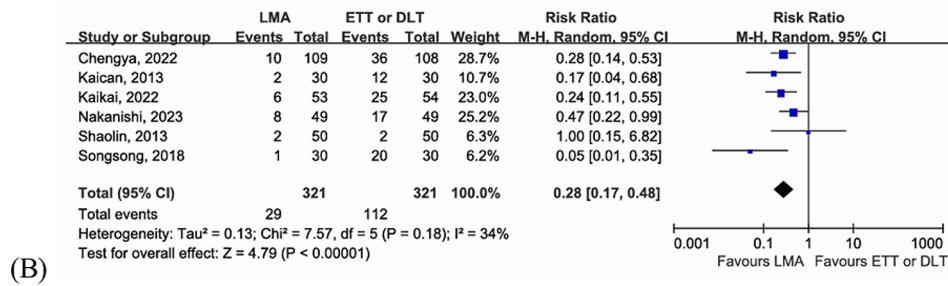 LMA ETT or DLT Risk Ratio Risk Ratio
Study or Subgroup Events Total Events Total Weight M-H, Random, 95% CI M-H, Random, 95% CI
Chengya, 2022 10 109 36 108 28.7% 0.28 [0.14, 0.53]
Kaican, 2013 2 30 12 30 10.7% 0.17 [0.04, 0.68]
Kaikai, 2022 6 53 25 54 23.0% 0.24 [0.11, 0.55]
Nakanishi, 2023 8 49 17 49 25.2% 0.47 [0.22, 0.99]
Shaolin, 2013 2 50 2 50 6.3% 1.00 [0.15, 6.82]
Songsong, 2018 1 30 20 30 6.2% 0.05 [0.01, 0.35]
Total (95% CI) 321 321 100.0% 0.28 [0.17, 0.48]
Total events 29 112
Heterogeneity: Tau² = 0.13; Chi² = 7.57, df = 5 (P = 0.18); I² = 34%
Test for overall effect: Z = 4.79 (P < 0.00001)
0.001 0.1 1 10 1000
Favours LMA Favours ETT or DLT
(B)